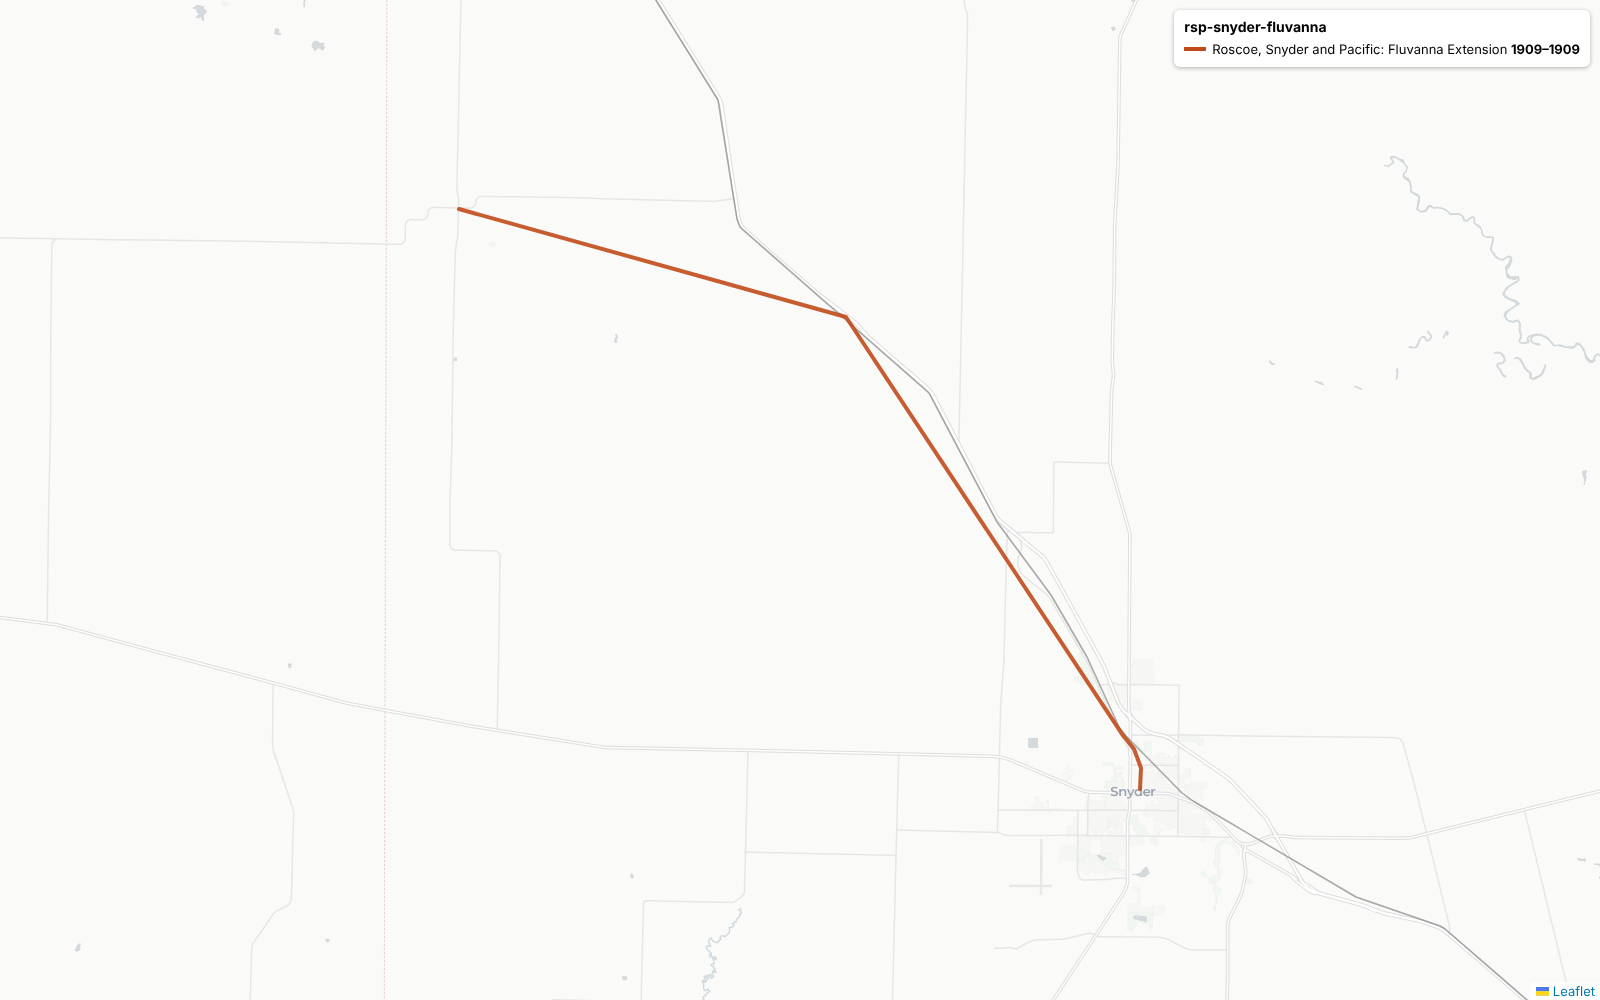 rsp-snyder-fluvanna
Roscoe, Snyder and Pacific: Fluvanna Extension 1909–1909
Snyder
Leaflet